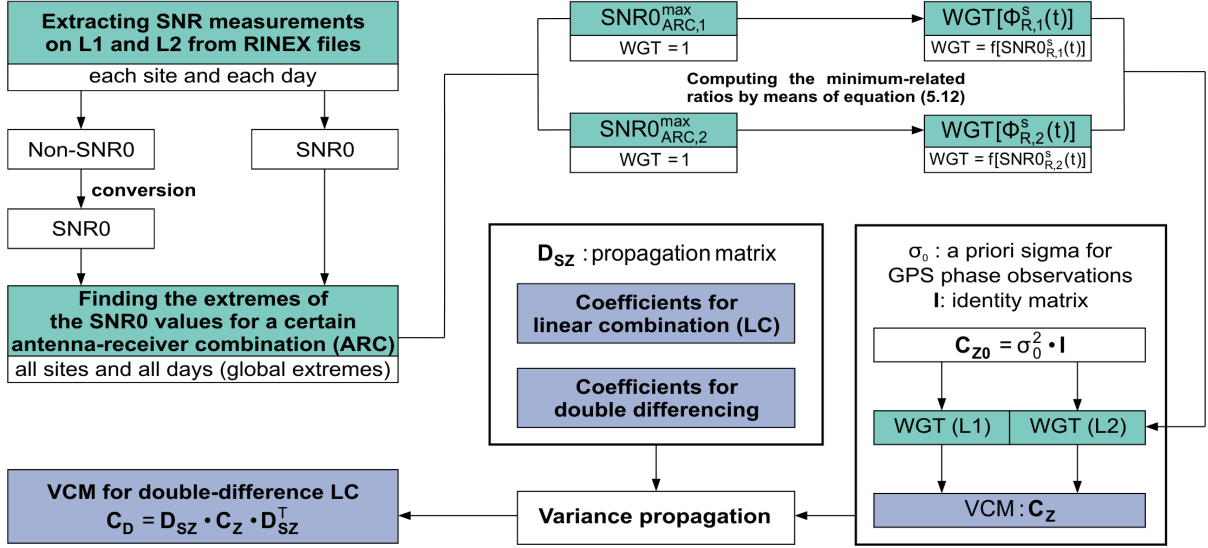 Extracting SNR measurements
on L1 and L2 from RINEX files
each site and each day
Non-SNR0
SNR0
conversion
SNR0
Finding the extremes of
the SNR0 values for a certain
antenna-receiver combination (ARC)
all sites and all days (global extremes)
SNR0^max_ARC,1
WGT = 1
WGT[Φ^s_R,1(t)]
WGT = f[SNR0^s_R,1(t)]
Computing the minimum-related
ratios by means of equation (5.12)
SNR0^max_ARC,2
WGT = 1
WGT[Φ^s_R,2(t)]
WGT = f[SNR0^s_R,2(t)]
D_SZ : propagation matrix
Coefficients for
linear combination (LC)
Coefficients for
double differencing
σ_0 : a priori sigma for
GPS phase observations
I: identity matrix
C_Z0 = σ_0^2 • I
WGT (L1)
WGT (L2)
VCM : C_Z
Variance propagation
VCM for double-difference LC
C_D = D_SZ • C_Z • D_SZ^T